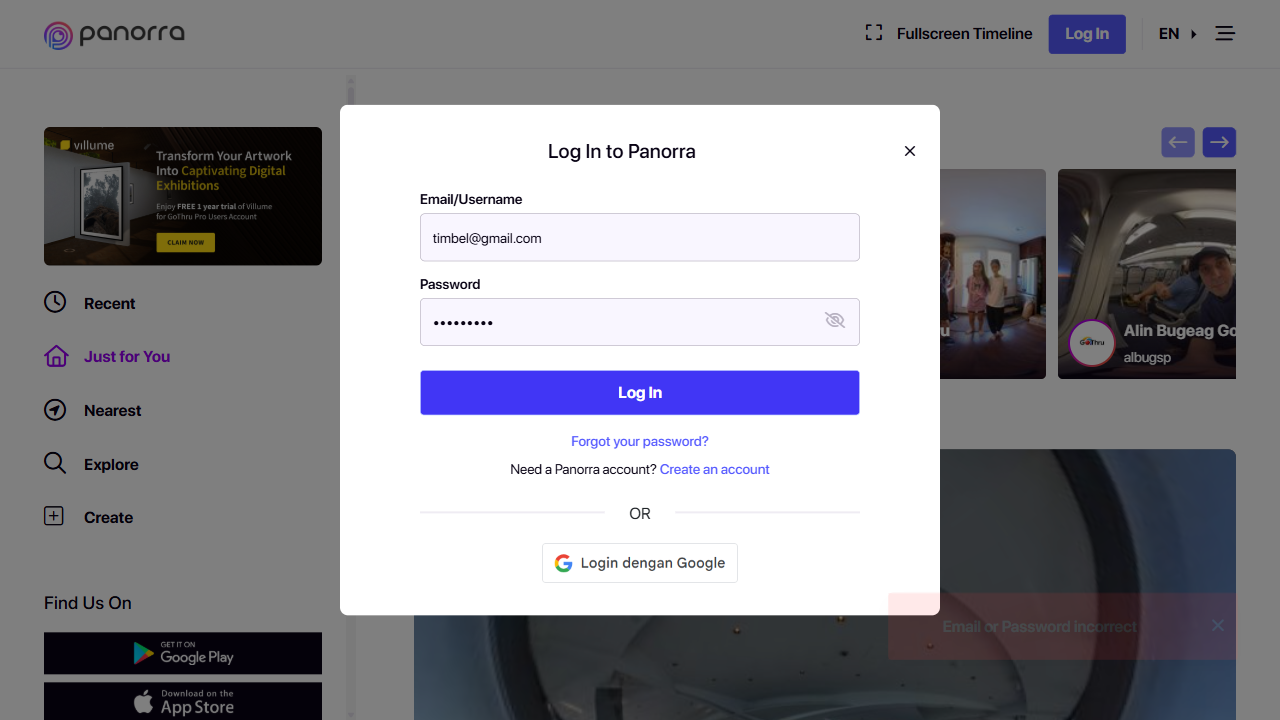 panorra
Fullscreen Timeline
Log In
EN
villume
Transform Your Artwork
Into Captivating Digital
Exhibitions
Enjoy FREE 1 year trial of Villume
for GoThru Pro Users Account
CLAIM NOW
Recent
Just for You
Nearest
Explore
Create
Find Us On
GET IT ON
Google Play
Download on the
App Store
Log In to Panorra
Email/Username
timbel@gmail.com
Password
•••••••••
Log In
Forgot your password?
Need a Panorra account? Create an account
OR
Login dengan Google
u
GoThru
Alin Bugeag Go
albugsp
Email or Password incorrect